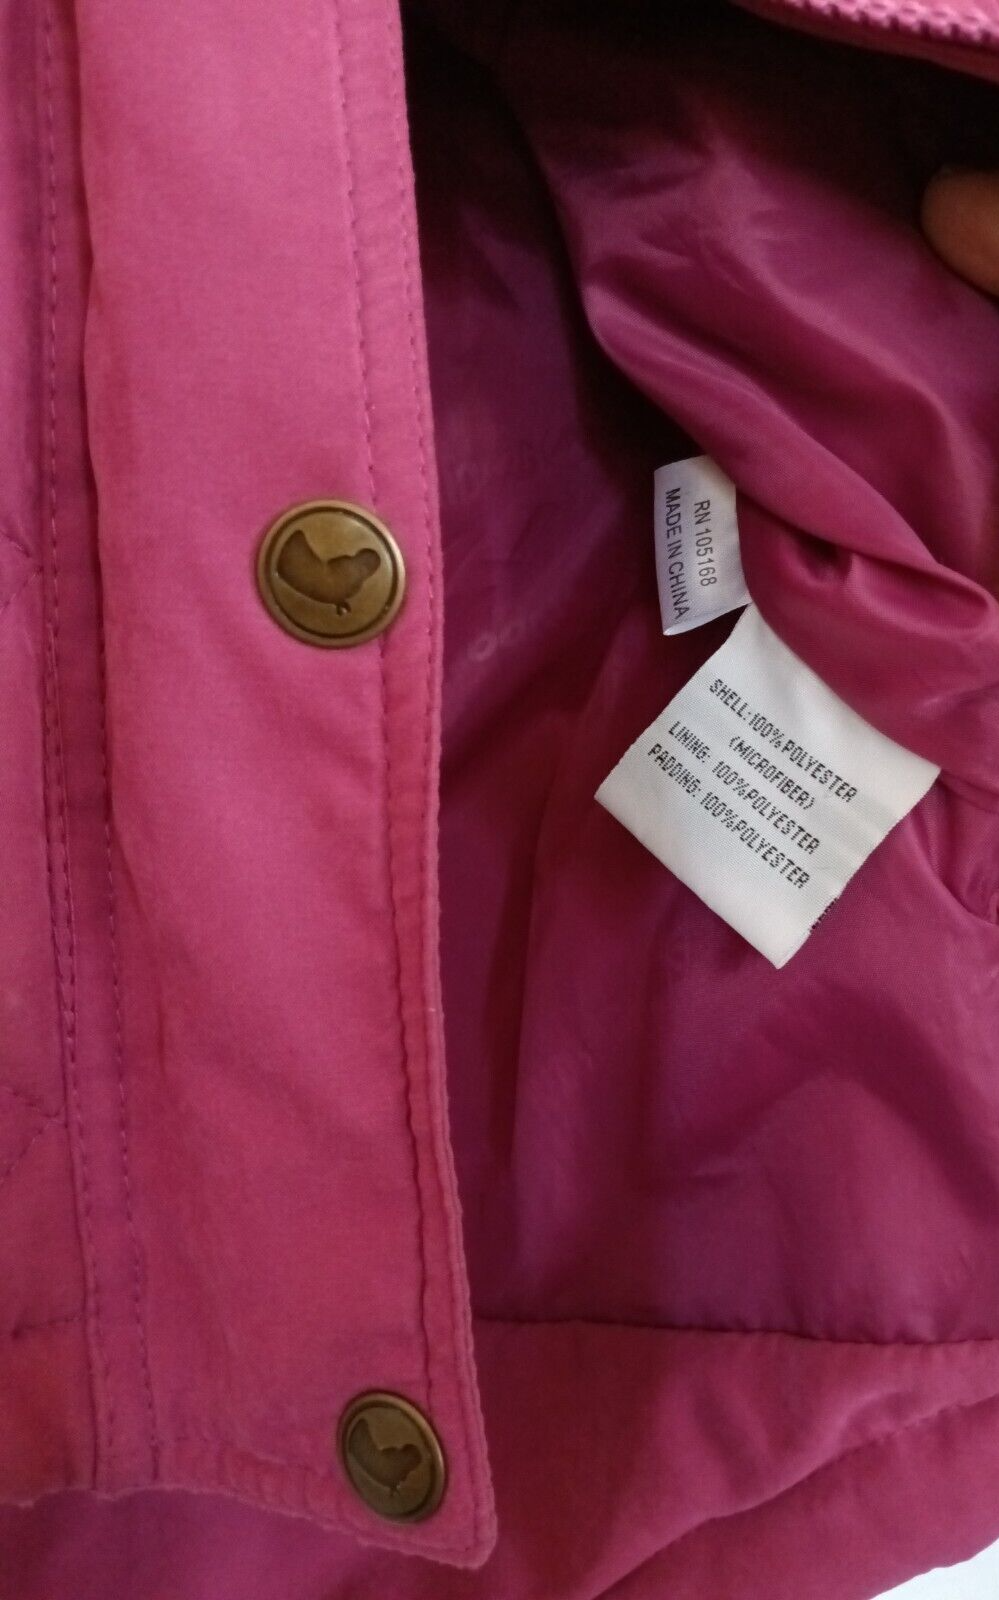 RN 105168
MADE IN CHINA
SHELL:100%POLYESTER
(MICROFIBER)
LINING: 100%POLYESTER
PADDING:100%POLYESTER